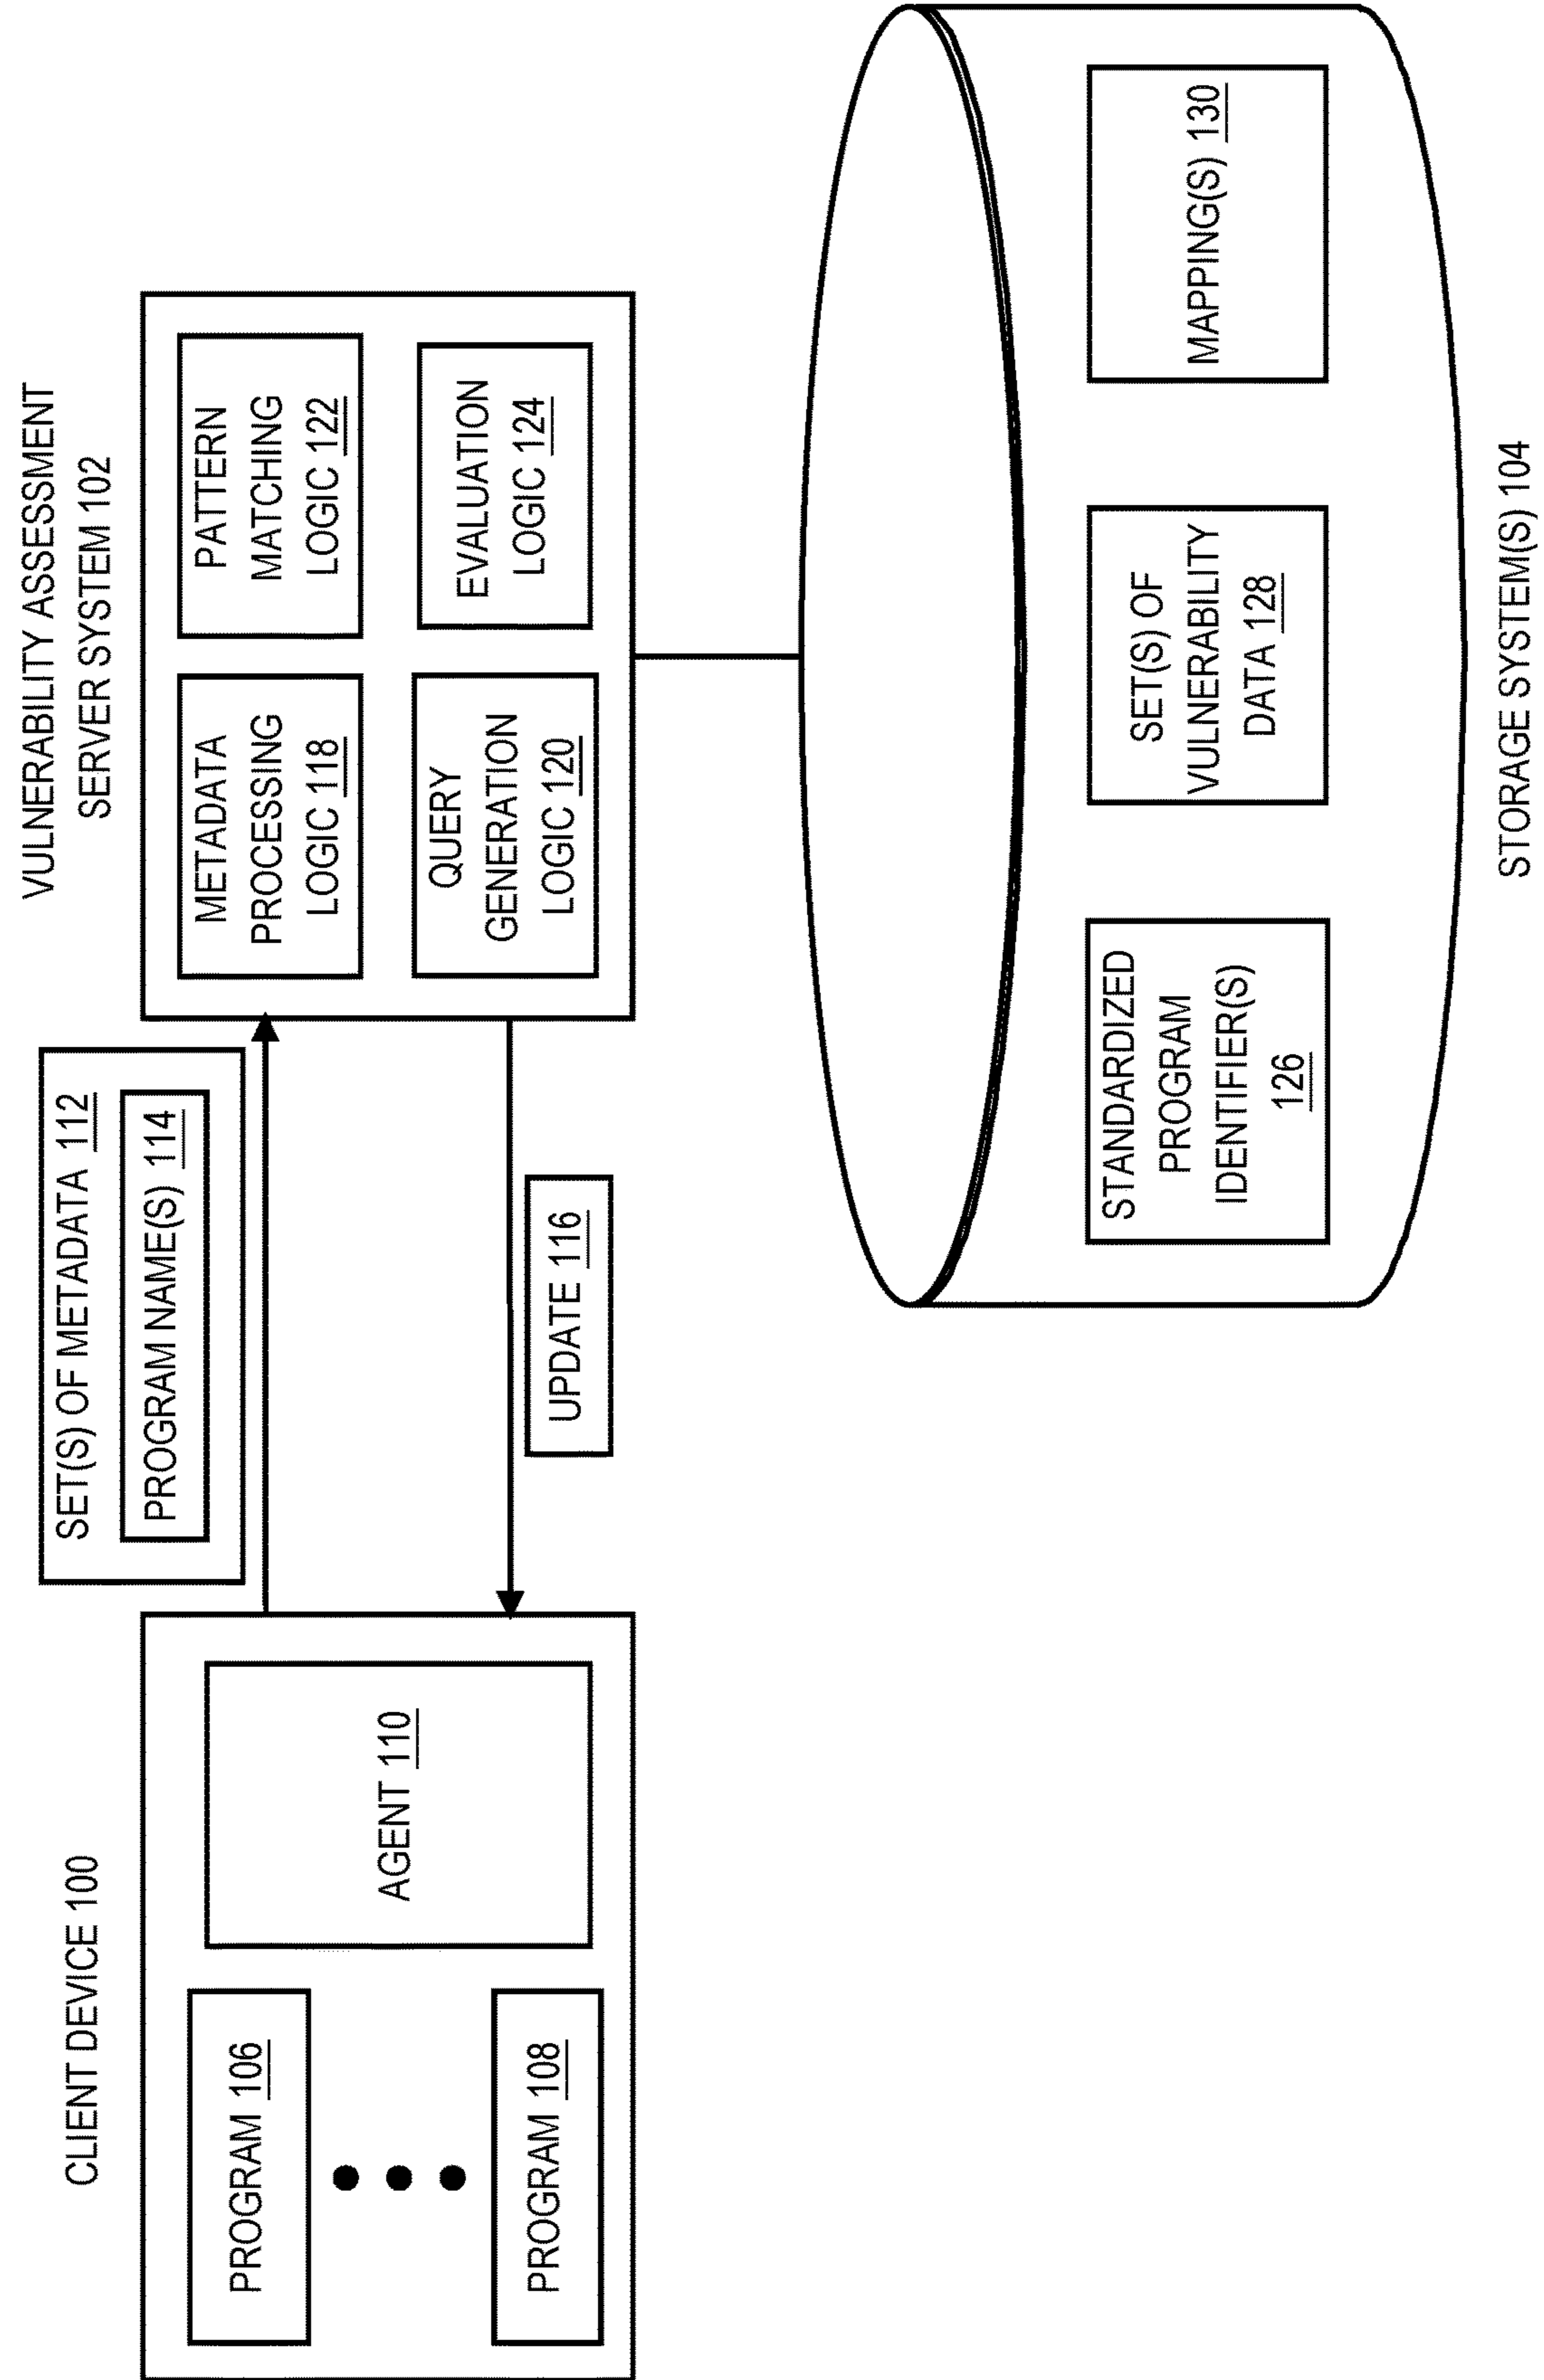 CLIENT DEVICE 100
PROGRAM 106
PROGRAM 108
AGENT 110
SET(S) OF METADATA 112
PROGRAM NAME(S) 114
UPDATE 116
VULNERABILITY ASSESSMENT
SERVER SYSTEM 102
METADATA
PROCESSING
LOGIC 118
PATTERN
MATCHING
LOGIC 122
QUERY
GENERATION
LOGIC 120
EVALUATION
LOGIC 124
STANDARDIZED
PROGRAM
IDENTIFIER(S)
126
SET(S) OF
VULNERABILITY
DATA 128
MAPPING(S) 130
STORAGE SYSTEM(S) 104